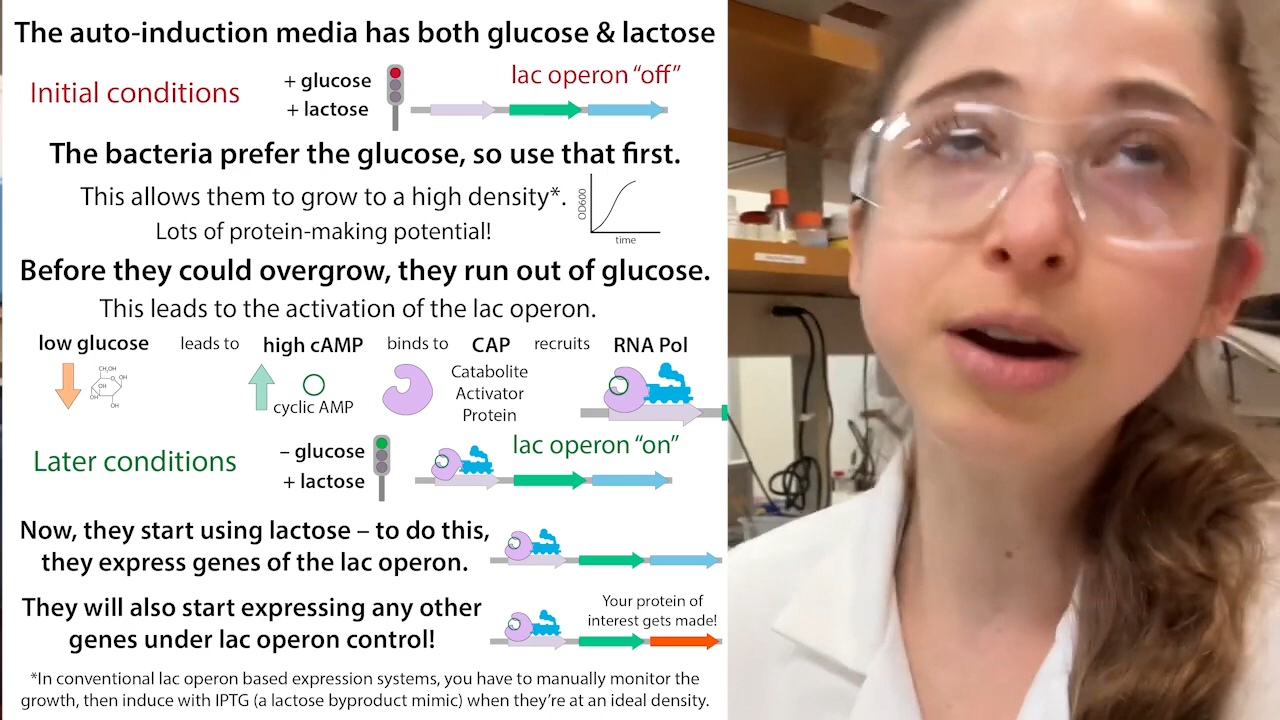 The auto-induction media has both glucose & lactose
Initial conditions
+ glucose
+ lactose
lac operon “off”
The bacteria prefer the glucose, so use that first.
This allows them to grow to a high density*.
Lots of protein-making potential!
OD600
time
Before they could overgrow, they run out of glucose.
This leads to the activation of the lac operon.
low glucose leads to high cAMP binds to CAP recruits RNA Pol
CH2OH
O
OH
OH
OH
OH
cyclic AMP
Catabolite
Activator
Protein
Later conditions
– glucose
+ lactose
lac operon “on”
Now, they start using lactose – to do this,
they express genes of the lac operon.
They will also start expressing any other
genes under lac operon control!
Your protein of
interest gets made!
*In conventional lac operon based expression systems, you have to manually monitor the
growth, then induce with IPTG (a lactose byproduct mimic) when they’re at an ideal density.